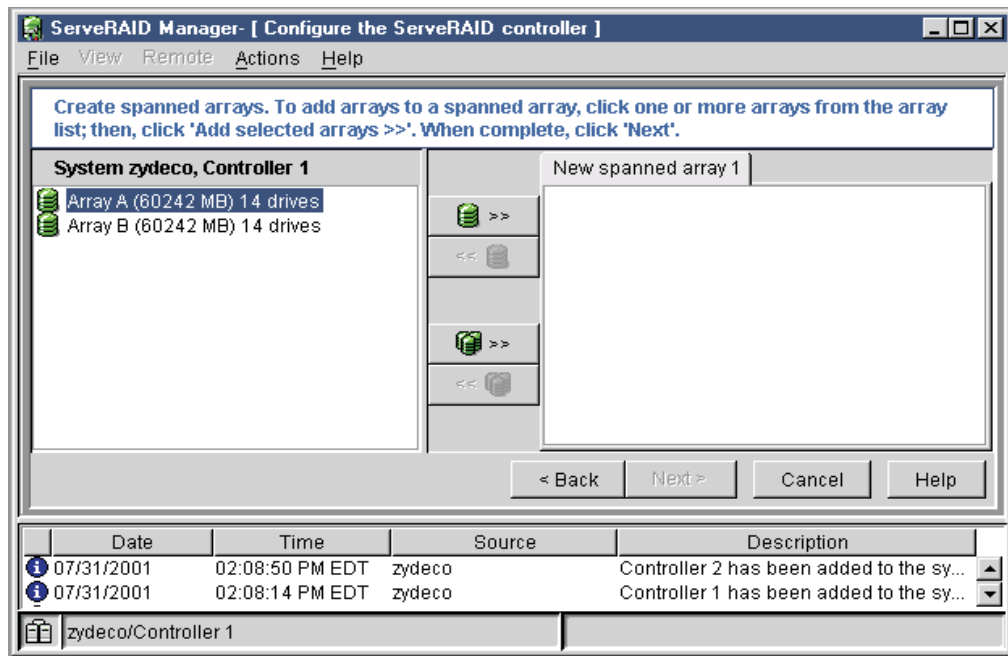 ServeRAID Manager- [ Configure the ServeRAID controller ]
File View Remote Actions Help
Create spanned arrays. To add arrays to a spanned array, click one or more arrays from the array
list; then, click 'Add selected arrays >>'. When complete, click 'Next'.
System zydeco, Controller 1
New spanned array 1
Array A (60242 MB) 14 drives
Array B (60242 MB) 14 drives
>>
<<
>>
<<
< Back
Next >
Cancel
Help
Date Time Source Description
07/31/2001 02:08:50 PM EDT zydeco Controller 2 has been added to the sy...
07/31/2001 02:08:14 PM EDT zydeco Controller 1 has been added to the sy...
zydeco/Controller 1